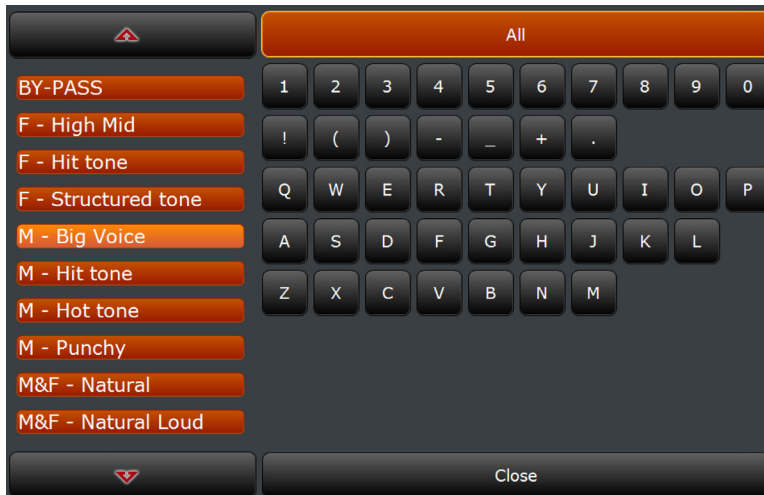 All
BY-PASS
F - High Mid
F - Hit tone
F - Structured tone
M - Big Voice
M - Hit tone
M - Hot tone
M - Punchy
M&F - Natural
M&F - Natural Loud
1 2 3 4 5 6 7 8 9 0
! ( ) - _ + .
Q W E R T Y U I O P
A S D F G H J K L
Z X C V B N M
Close